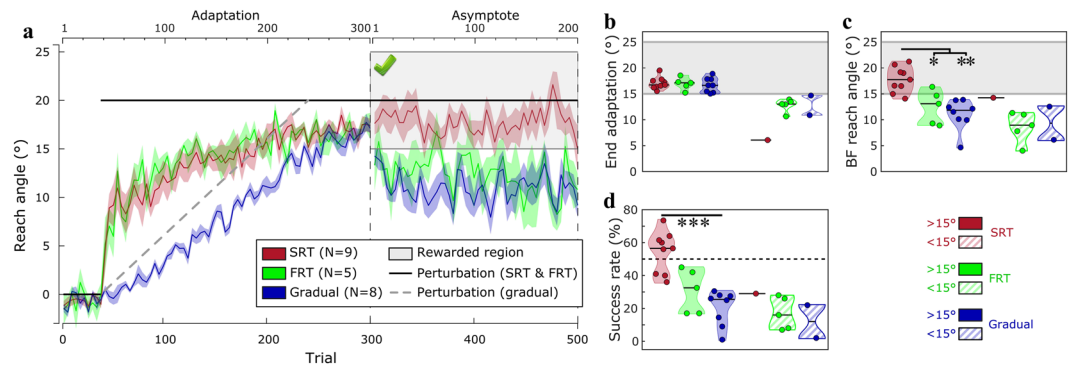 a
Adaptation
Asymptote
1 100 200 300
1 100 200
Reach angle (°)
25
20
15
10
5
0
0 100 200 300 400 500
Trial
SRT (N=9)
FRT (N=5)
Gradual (N=8)
Rewarded region
Perturbation (SRT & FRT)
Perturbation (gradual)
b
End adaptation (°)
25
20
15
10
5
0
c
BF reach angle (°)
25
20
15
10
5
0
* **
d
Success rate (%)
80
60
40
20
0
***
>15°
<15°
SRT
>15°
<15°
FRT
>15°
<15°
Gradual